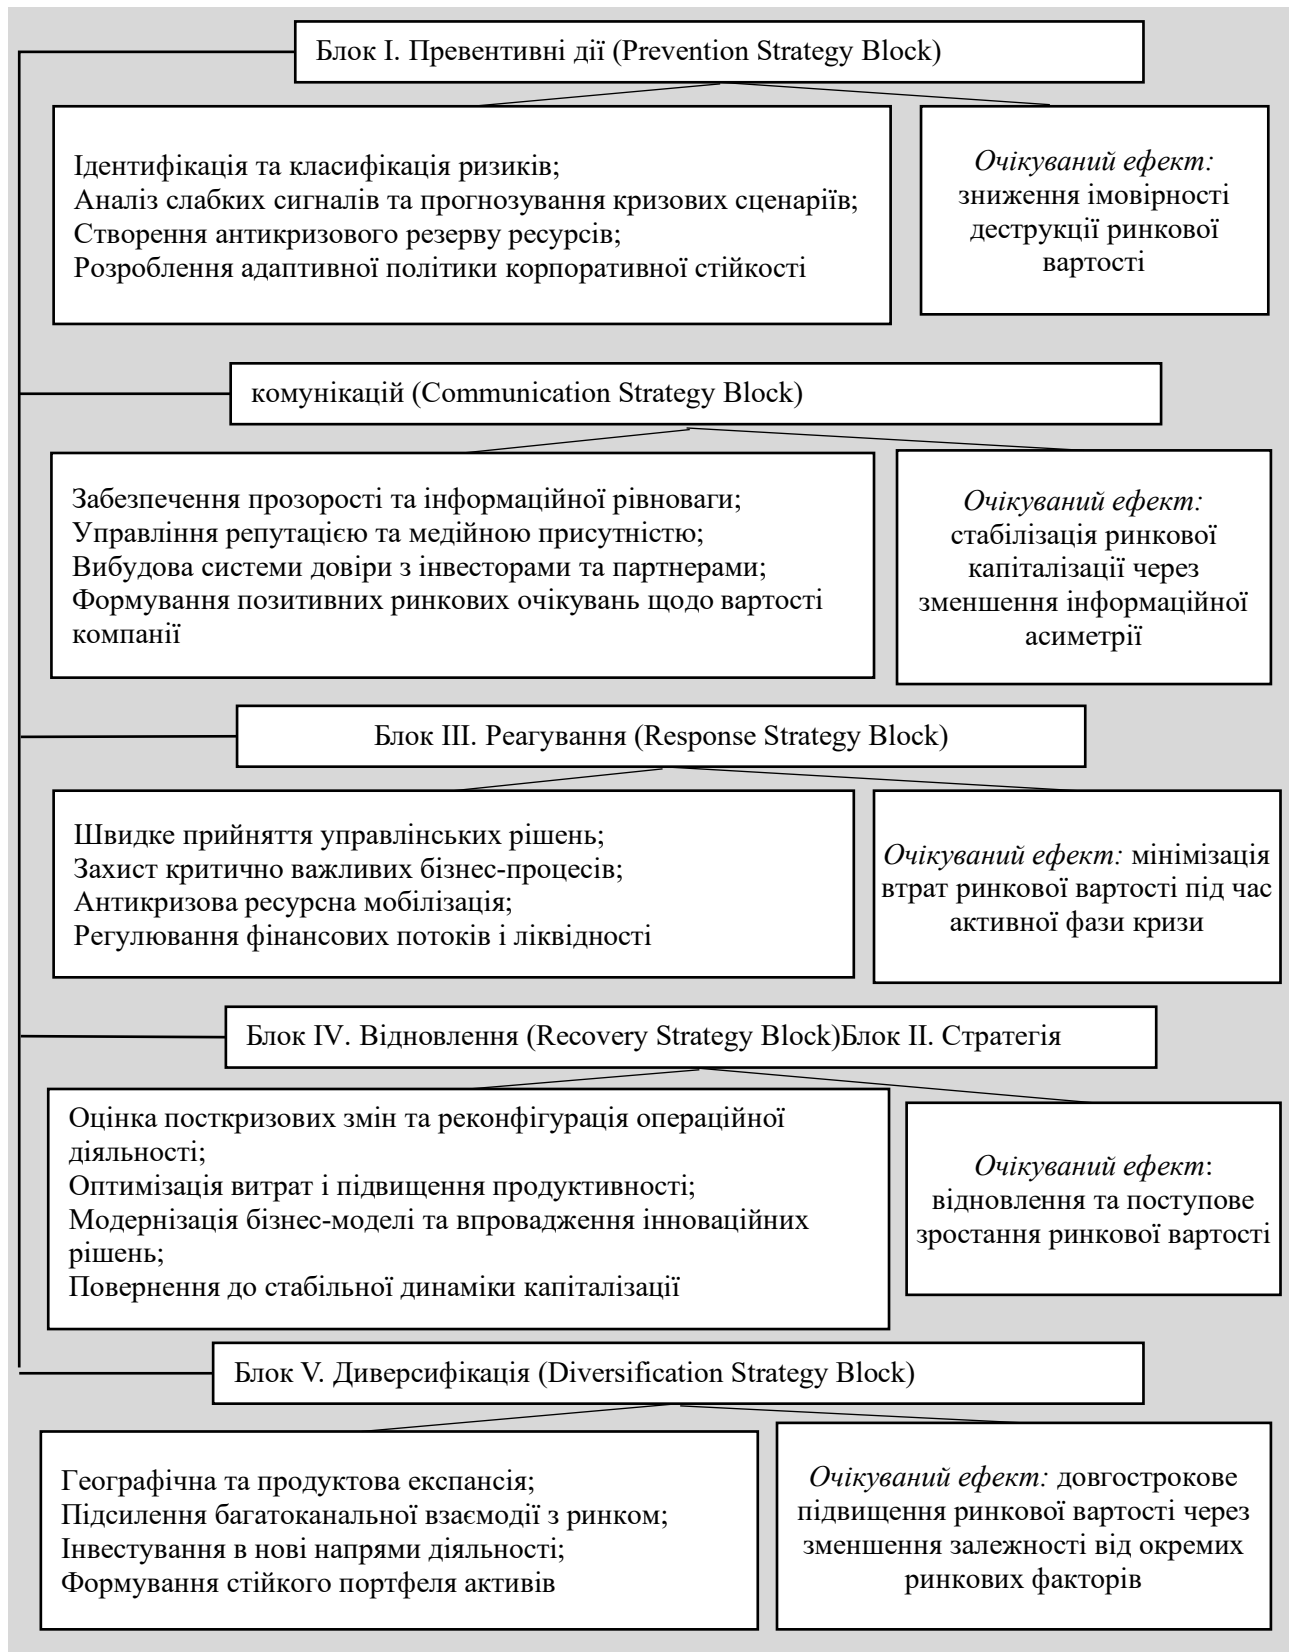 Блок І. Превентивні дії (Prevention Strategy Block)
Ідентифікація та класифікація ризиків;
Аналіз слабких сигналів та прогнозування кризових сценаріїв;
Створення антикризового резерву ресурсів;
Розроблення адаптивної політики корпоративної стійкості
Очікуваний ефект:
зниження імовірності
деструкції ринкової
вартості
комунікацій (Communication Strategy Block)
Забезпечення прозорості та інформаційної рівноваги;
Управління репутацією та медійною присутністю;
Вибудова системи довіри з інвесторами та партнерами;
Формування позитивних ринкових очікувань щодо вартості
компанії
Очікуваний ефект:
стабілізація ринкової
капіталізації через
зменшення інформаційної
асиметрії
Блок ІІІ. Реагування (Response Strategy Block)
Швидке прийняття управлінських рішень;
Захист критично важливих бізнес-процесів;
Антикризова ресурсна мобілізація;
Регулювання фінансових потоків і ліквідності
Очікуваний ефект: мінімізація
втрат ринкової вартості під час
активної фази кризи
Блок IV. Відновлення (Recovery Strategy Block)Блок ІІ. Стратегія
Оцінка посткризових змін та реконфігурація операційної
діяльності;
Оптимізація витрат і підвищення продуктивності;
Модернізація бізнес-моделі та впровадження інноваційних
рішень;
Повернення до стабільної динаміки капіталізації
Очікуваний ефект:
відновлення та поступове
зростання ринкової вартості
Блок V. Диверсифікація (Diversification Strategy Block)
Географічна та продуктова експансія;
Підсилення багатоканальної взаємодії з ринком;
Інвестування в нові напрями діяльності;
Формування стійкого портфеля активів
Очікуваний ефект: довгострокове
підвищення ринкової вартості через
зменшення залежності від окремих
ринкових факторів